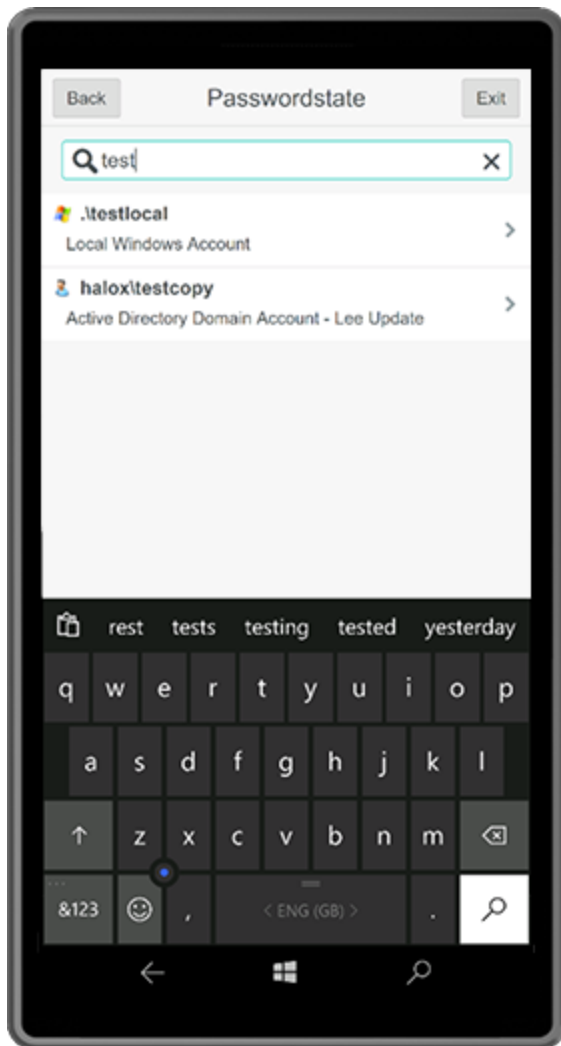 Back Passwordstate Exit
test
.\testlocal
Local Windows Account
halox\testcopy
Active Directory Domain Account - Lee Update
rest tests testing tested yesterday
q w e r t y u i o p
a s d f g h j k l
z x c v b n m
&123 , < ENG (GB) > .